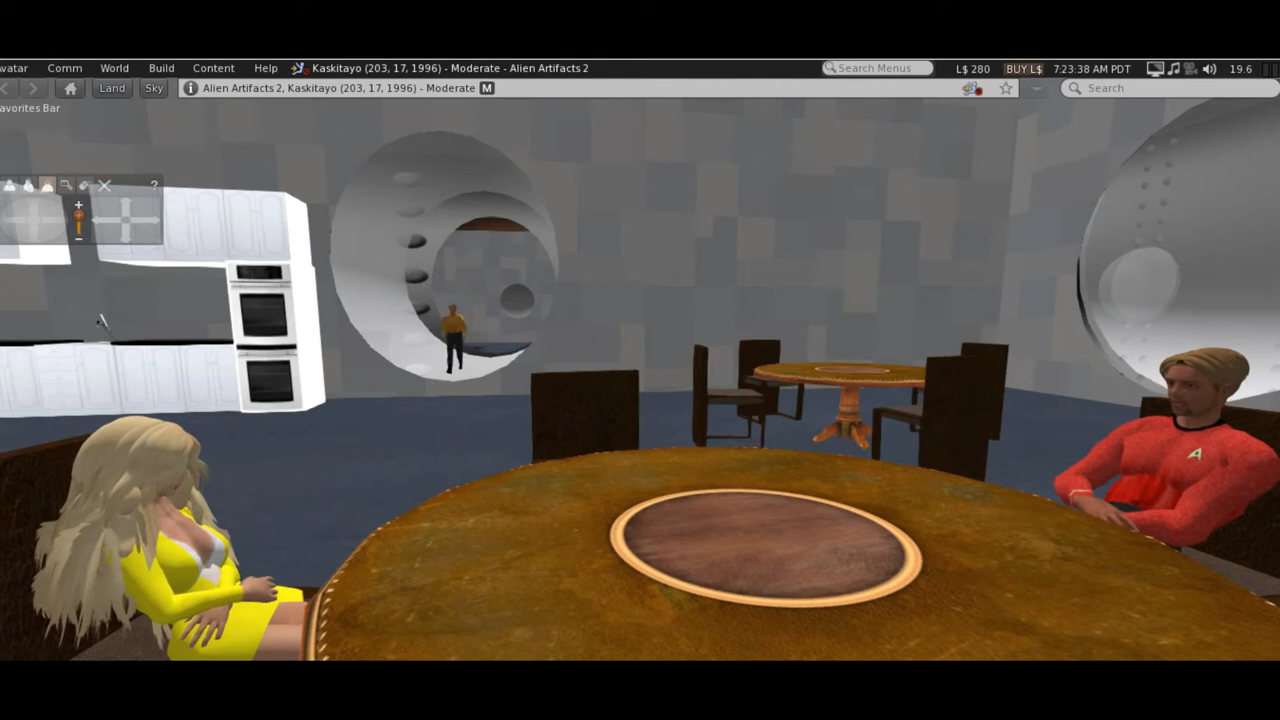 avatar Comm World Build Content Help Kaskitayo (203, 17, 1996) - Moderate - Alien Artifacts 2 Search Menus L$ 280 BUY L$ 7:23:38 AM PDT 19.6
Land Sky Alien Artifacts 2, Kaskitayo (203, 17, 1996) - Moderate M Search
avorites Bar
?
+
-